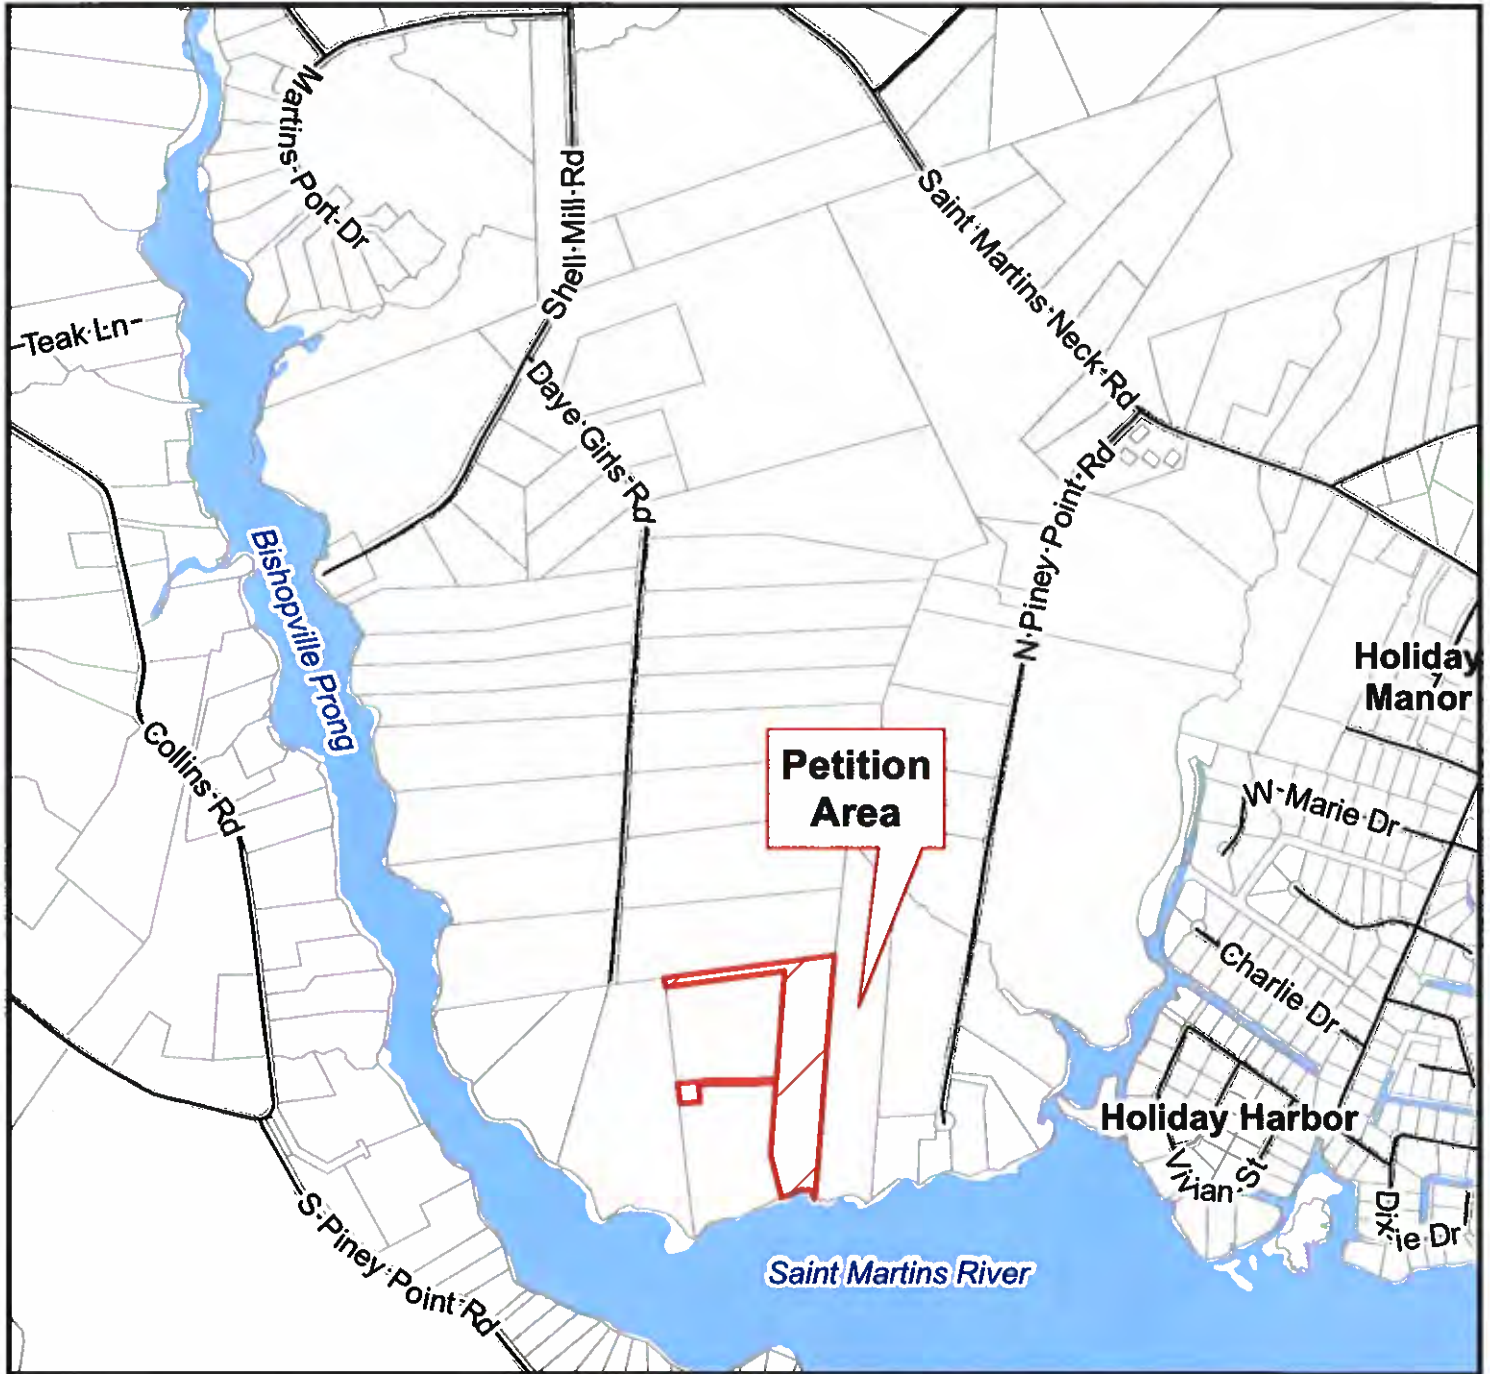 Martins Port Dr
Shell Mill Rd
Saint Martins Neck Rd
Teak Ln
Daye Girls Rd
N Piney Point Rd
Bishopville Prong
Holiday
Manor
Collins Rd
Petition
Area
W Marie Dr
Charlie Dr
Holiday Harbor
Vivian St
Dixie Dr
S Piney Point Rd
Saint Martins River